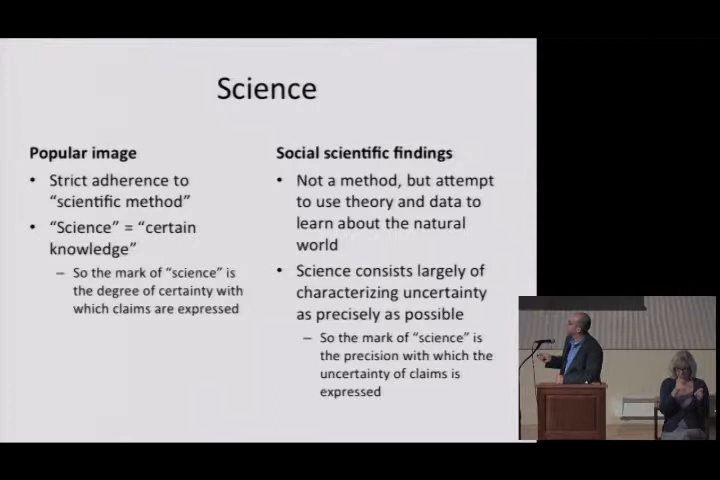 Science
Popular image
• Strict adherence to
“scientific method”
• “Science” = “certain
knowledge”
– So the mark of “science” is
the degree of certainty with
which claims are expressed
Social scientific findings
• Not a method, but attempt
to use theory and data to
learn about the natural
world
• Science consists largely of
characterizing uncertainty
as precisely as possible
– So the mark of “science” is
the precision with which the
uncertainty of claims is
expressed